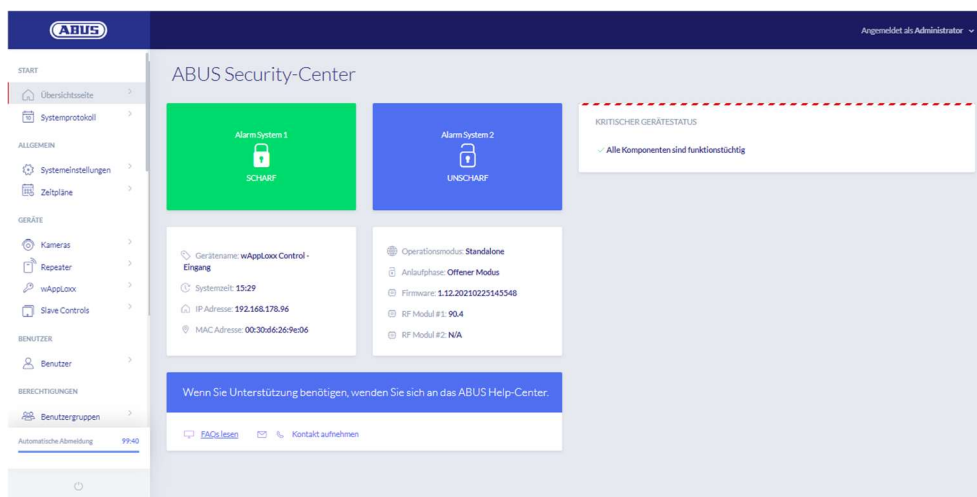 ABUS
Angemeldet als Administrator
START
Übersichtsseite
Systemprotokoll
ALLGEMEIN
Systemeinstellungen
Zeitpläne
GERÄTE
Kameras
Repeater
wAppLoxx
Slave Controls
BENUTZER
Benutzer
BERECHTIGUNGEN
Benutzergruppen
Automatische Abmeldung 99:40
ABUS Security-Center
Alarm System 1
SCHARF
Alarm System 2
UNSCHARF
KRITISCHER GERÄTESTATUS
Alle Komponenten sind funktionstüchtig
Gerätename: wAppLoxx Control -
Eingang
Systemzeit: 15:29
IP Adresse: 192.168.178.96
MAC Adresse: 00:30:d6:26:9e:06
Operationsmodus: Standalone
Anlaufphase: Offener Modus
Firmware: 1.12.20210225145548
RF Modul #1: 90.4
RF Modul #2: N/A
Wenn Sie Unterstützung benötigen, wenden Sie sich an das ABUS Help-Center.
FAQs lesen Kontakt aufnehmen